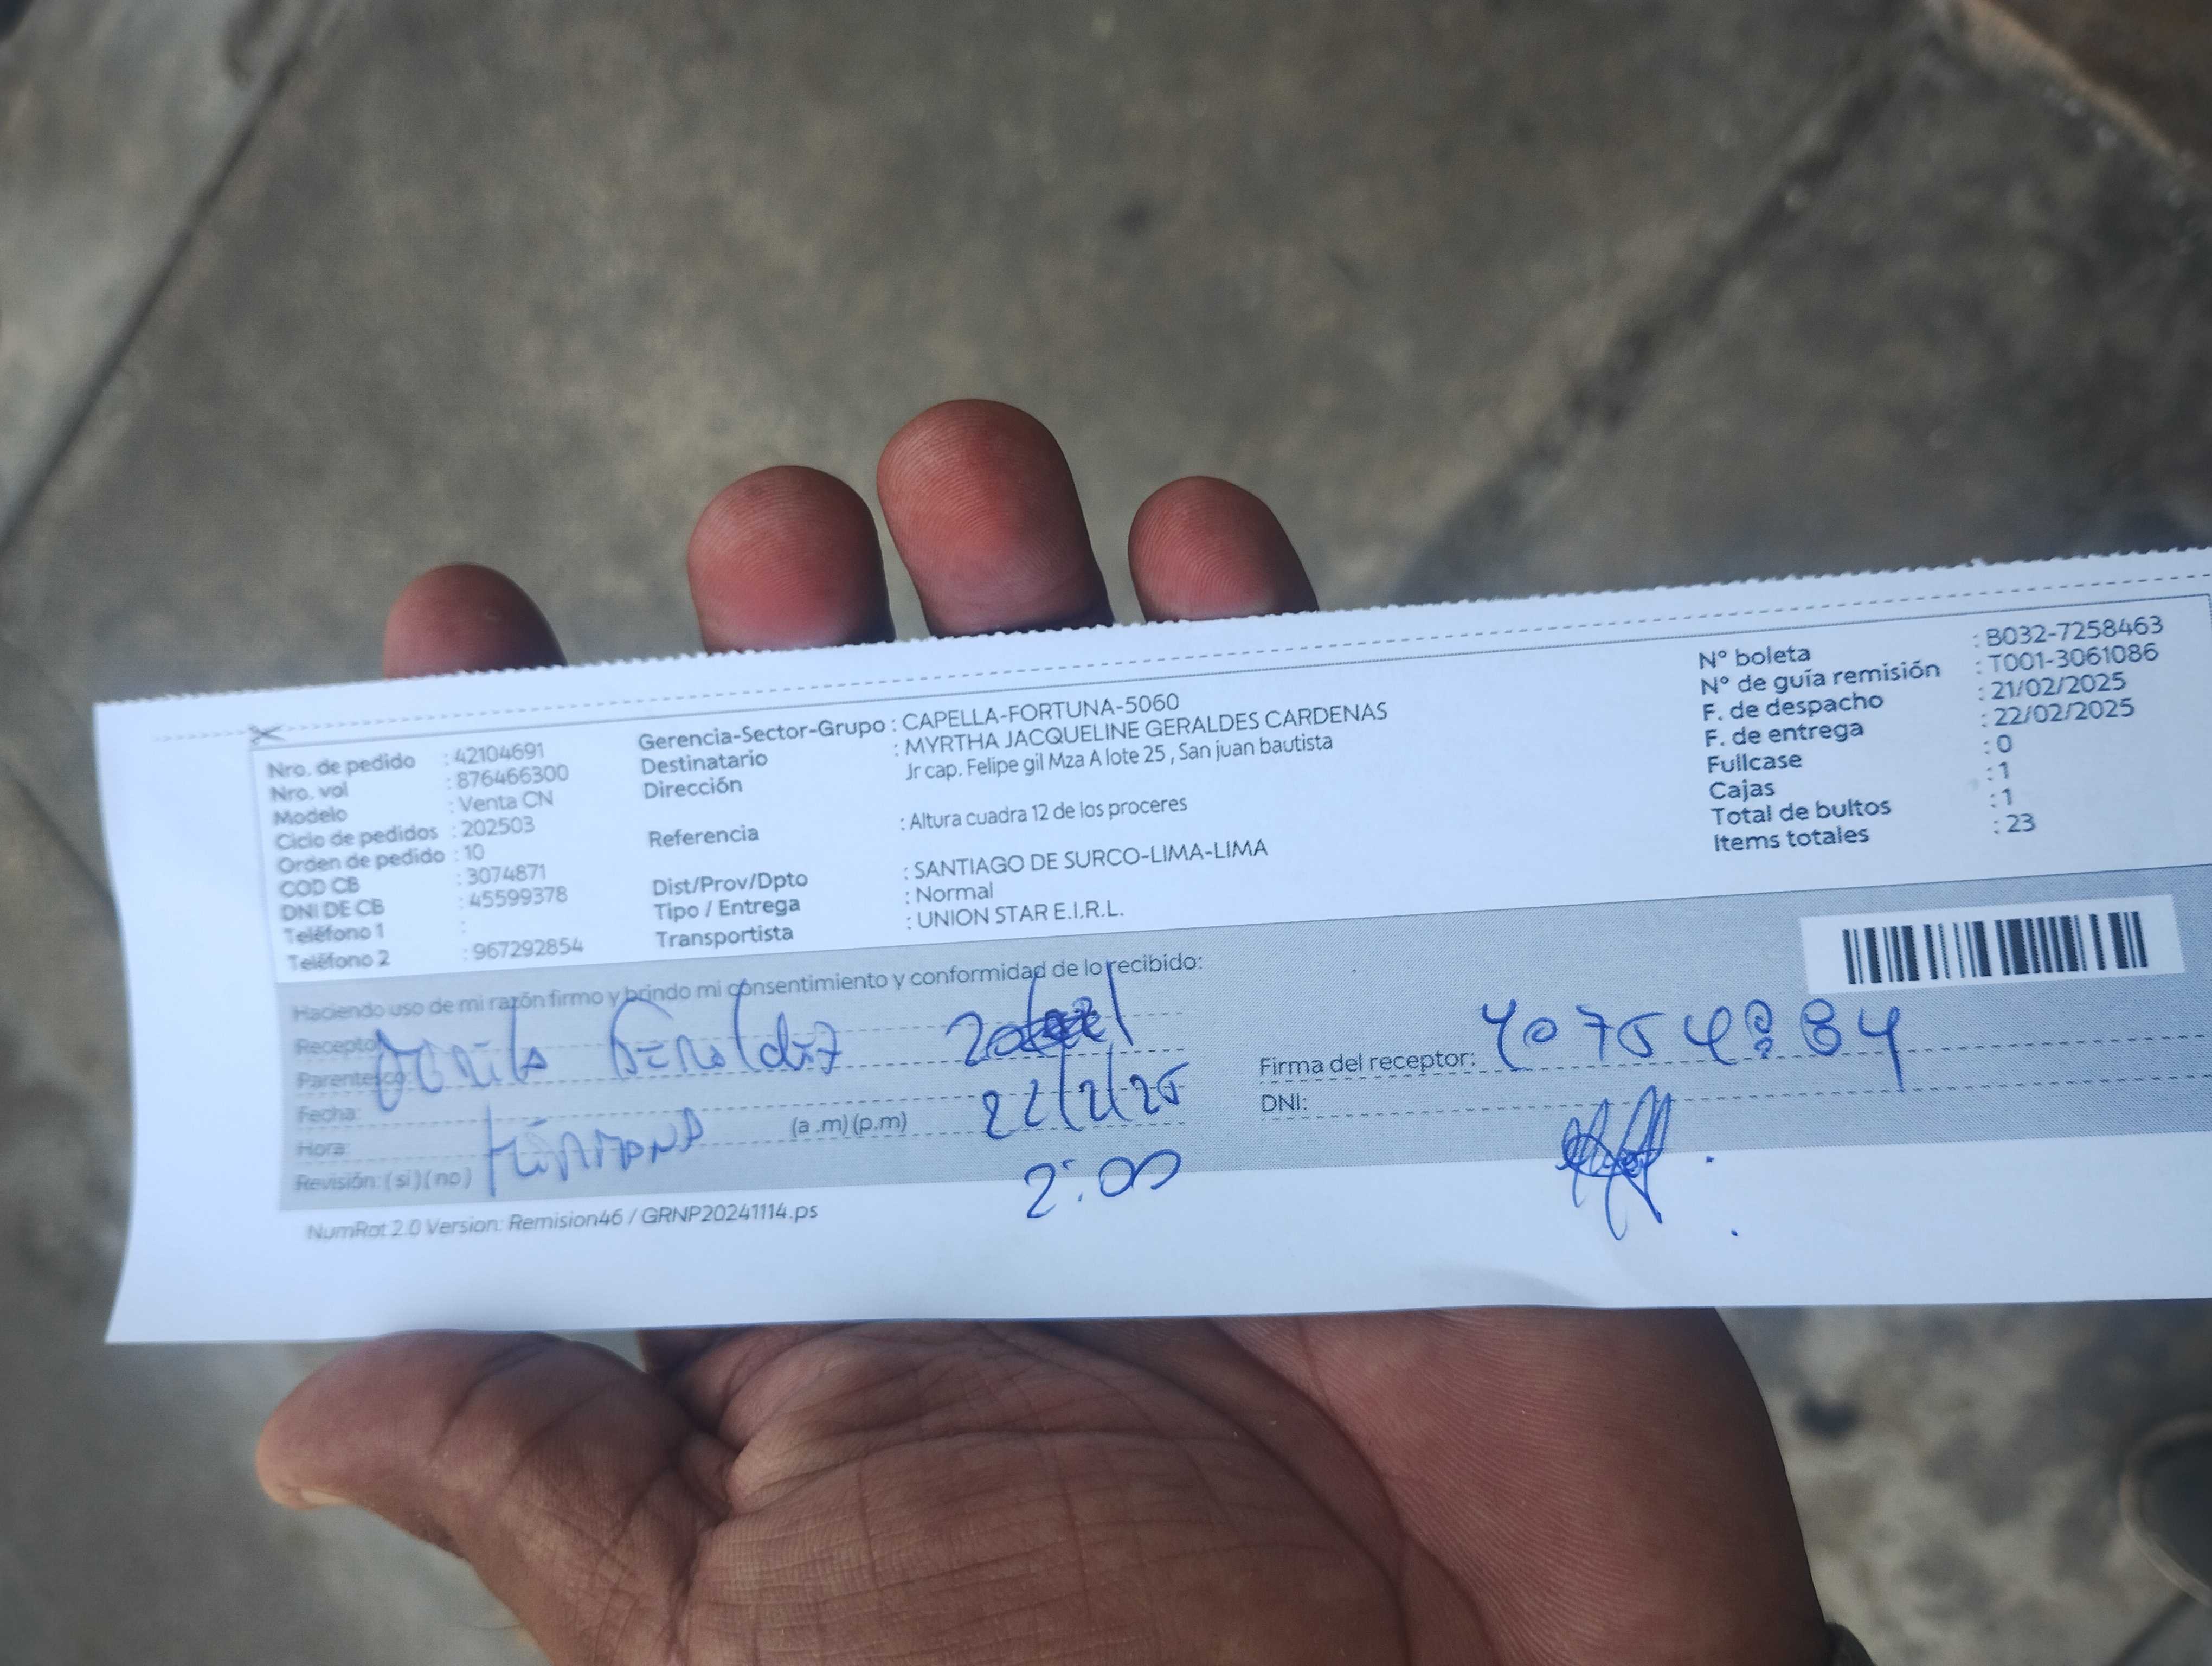 Nro. de pedido : 42104691
Nro. vol : 876466300
Modelo : Venta CN
Ciclo de pedidos : 202503
Orden de pedido : 10
COD CB : 3074871
DNI DE CB : 45599378
Teléfono 1 :
Teléfono 2 : 967292854
Gerencia-Sector-Grupo : CAPELLA-FORTUNA-5060
Destinatario : MYRTHA JACQUELINE GERALDES CARDENAS
Dirección Jr cap. Felipe gil Mza A lote 25 , San juan bautista
Referencia : Altura cuadra 12 de los proceres
Dist/Prov/Dpto : SANTIAGO DE SURCO-LIMA-LIMA
Tipo / Entrega : Normal
Transportista : UNION STAR E.I.R.L.
N° boleta : B032-7258463
N° de guía remisión : T001-3061086
F. de despacho : 21/02/2025
F. de entrega : 22/02/2025
Fullcase : 0
Cajas : 1
Total de bultos : 1
Items totales : 23
Haciendo uso de mi razón firmo y brindo mi consentimiento y conformidad de lo recibido:
Receptor
Parentesco:
Fecha: 22/2/25
Hora: (a .m) (p.m)
Revisión: ( si ) ( no )
2:00
Firma del receptor:
DNI:
NumRot 2.0 Version: Remision46 / GRNP20241114.ps